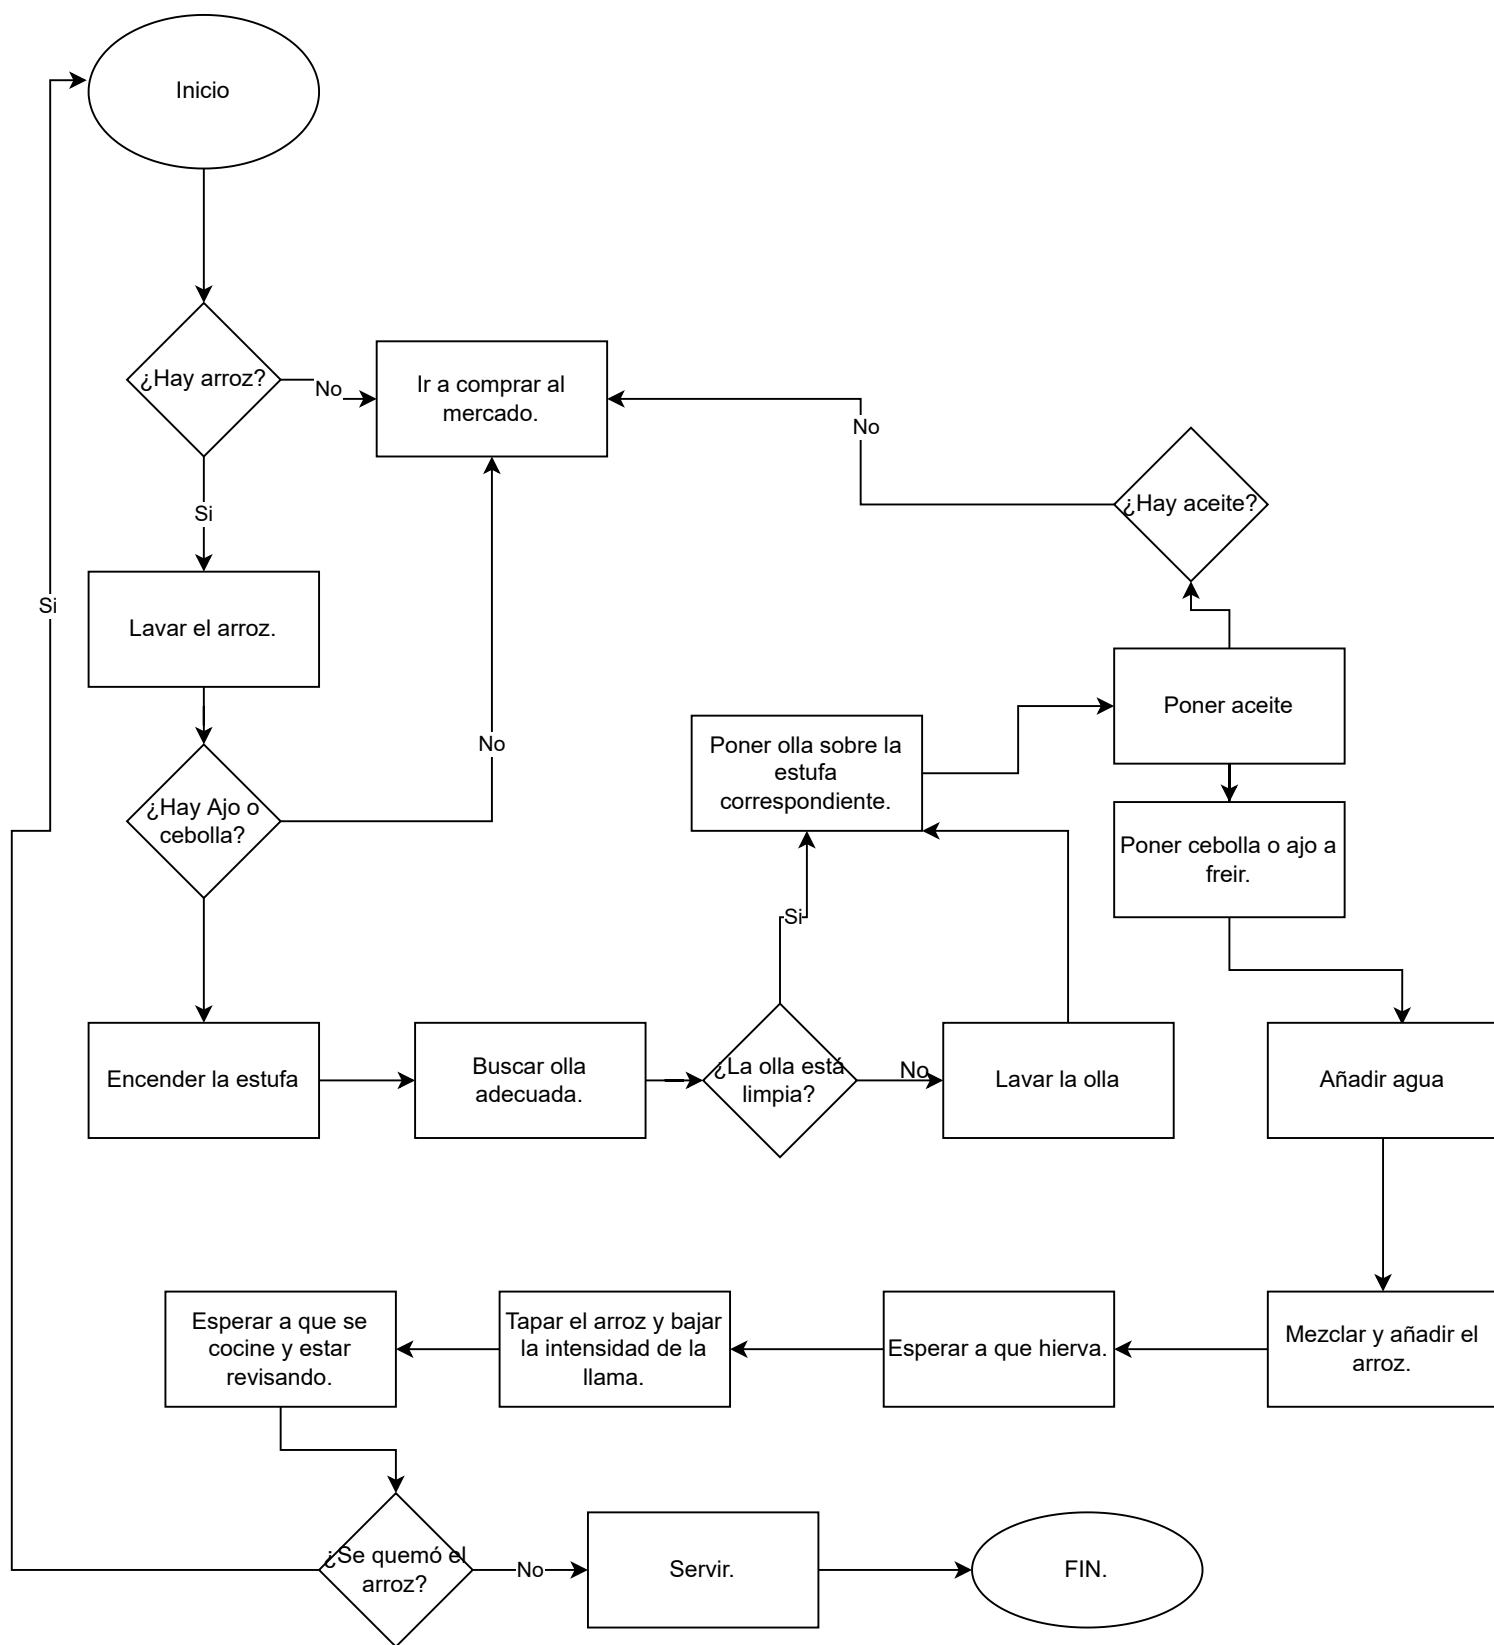 Inicio
¿Hay arroz?
No
Ir a comprar al
mercado.
No
¿Hay aceite?
Si
Si
Lavar el arroz.
Poner aceite
No
Poner olla sobre la
estufa
correspondiente.
¿Hay Ajo o
cebolla?
Poner cebolla o ajo a
freir.
Si
Encender la estufa
Buscar olla
adecuada.
¿La olla está
limpia?
No
Lavar la olla
Añadir agua
Esperar a que se
cocine y estar
revisando.
Tapar el arroz y bajar
la intensidad de la
llama.
Esperar a que hierva.
Mezclar y añadir el
arroz.
¿Se quemó el
arroz?
No
Servir.
FIN.